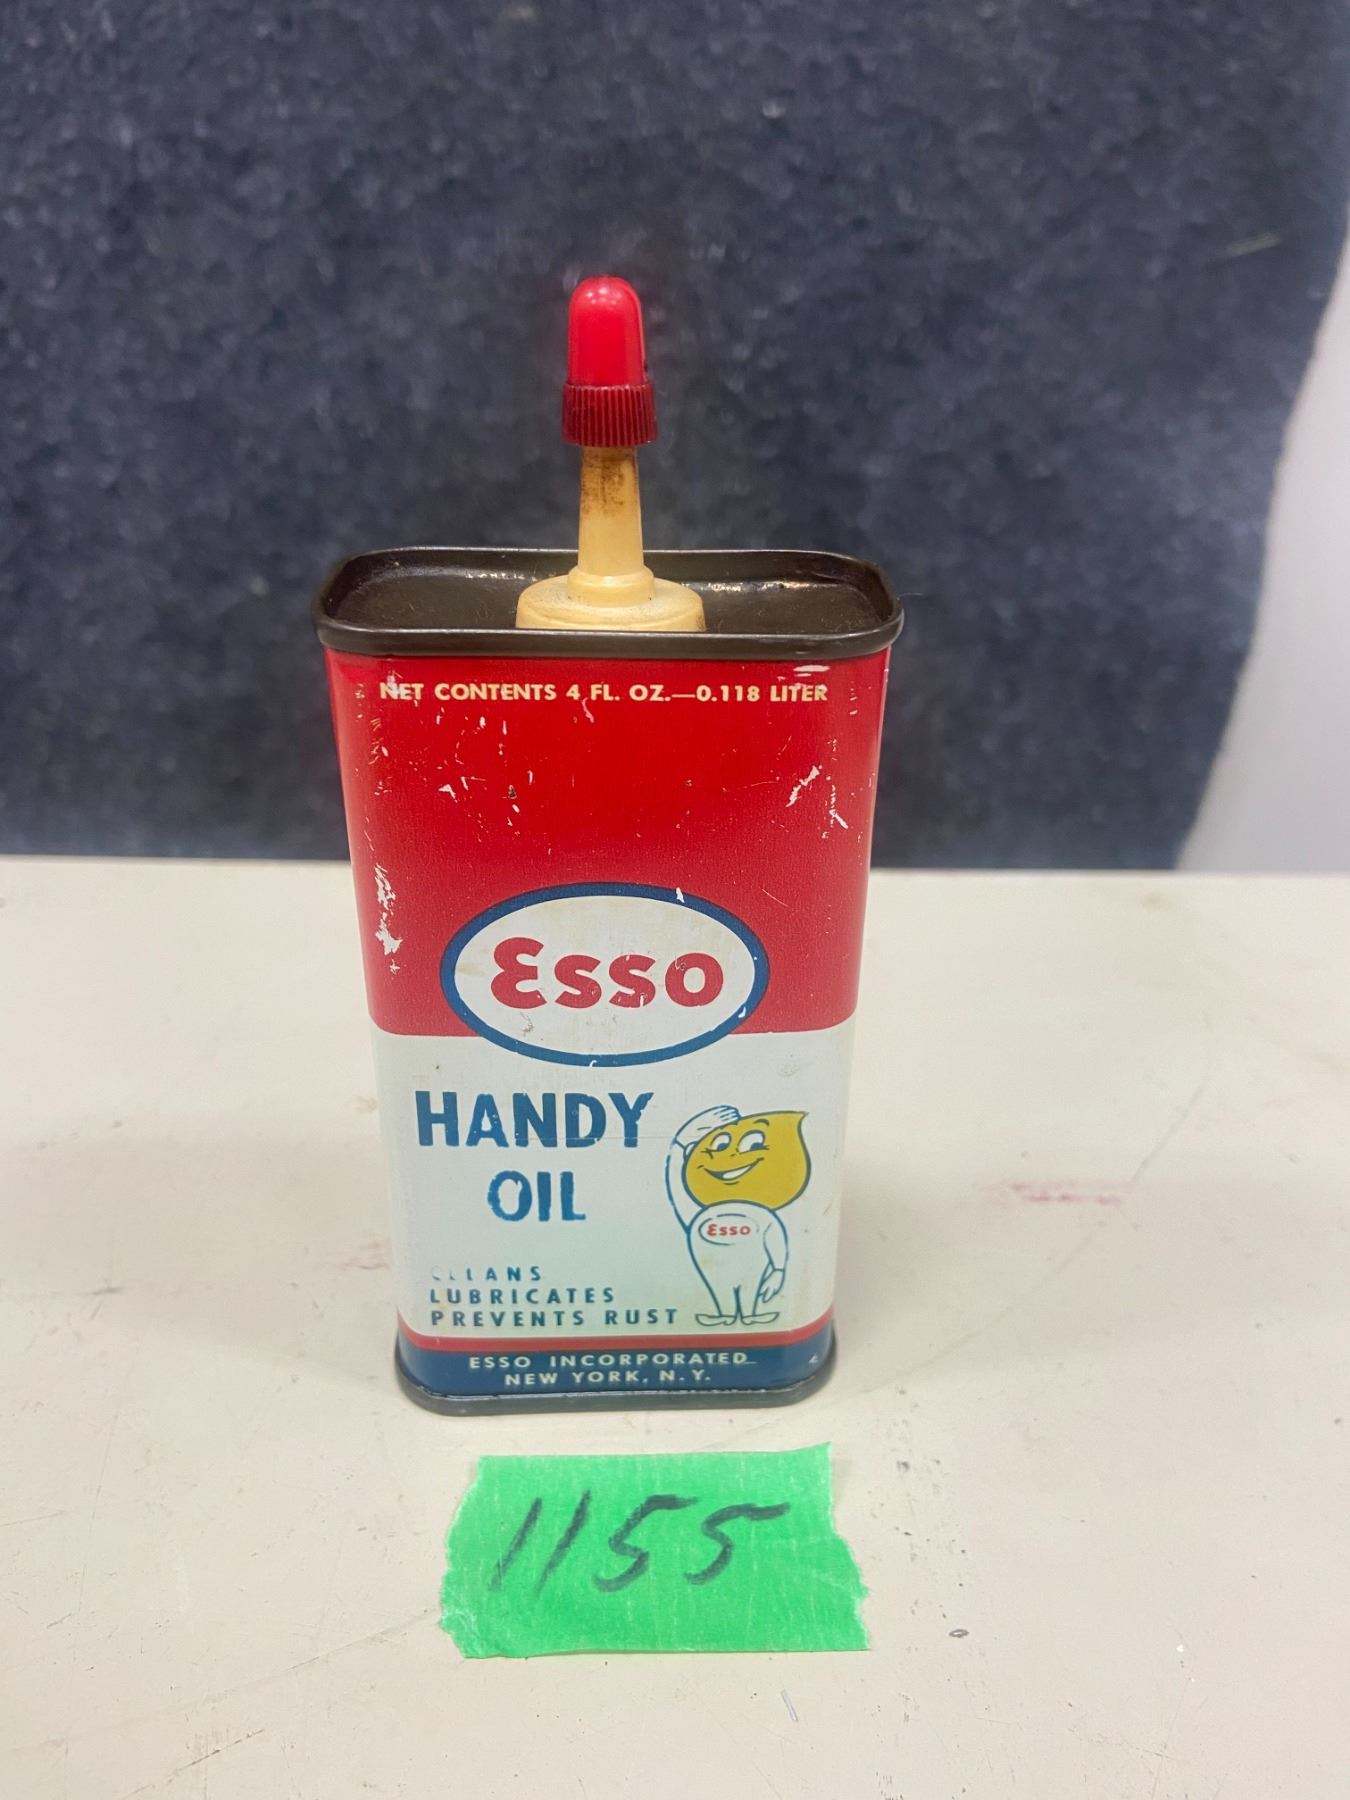 NET CONTENTS 4 FL. OZ.—0.118 LITER
Esso
HANDY
OIL
Esso
CLEANS
LUBRICATES
PREVENTS RUST
ESSO INCORPORATED
NEW YORK, N.Y.
1155